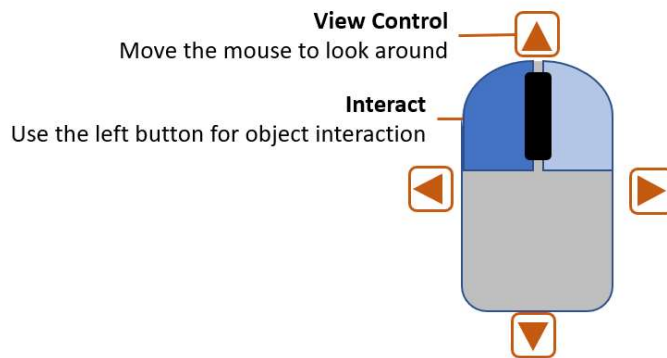 View Control
Move the mouse to look around
Interact
Use the left button for object interaction